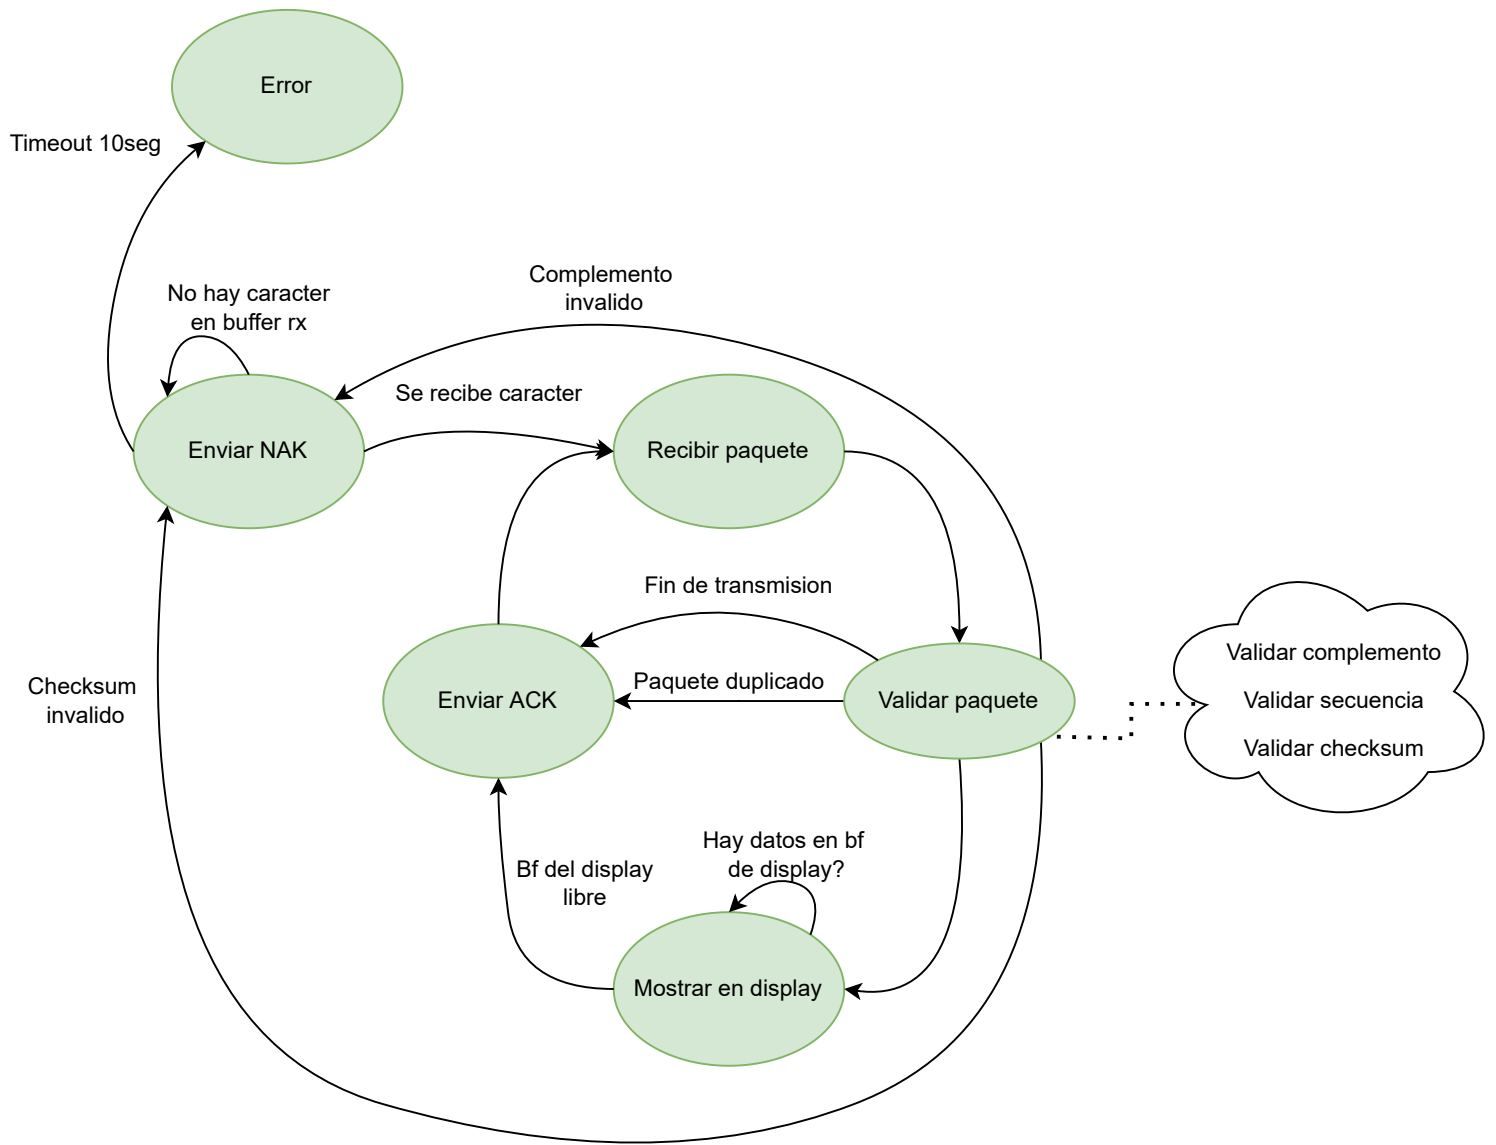 Error
Timeout 10seg
Complemento
invalido
No hay caracter
en buffer rx
Se recibe caracter
Enviar NAK
Recibir paquete
Fin de transmision
Validar complemento
Checksum
invalido
Enviar ACK
Paquete duplicado
Validar paquete
Validar secuencia
Validar checksum
Hay datos en bf
de display?
Bf del display
libre
Mostrar en display